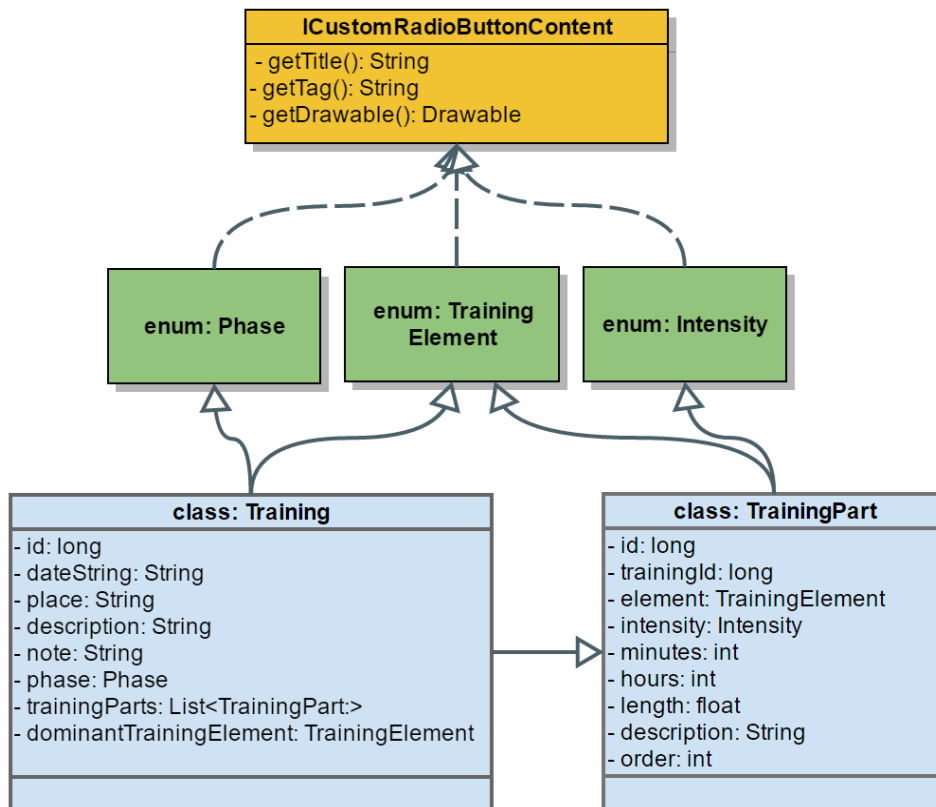 ICustomRadioButtonContent
- getTitle(): String
- getTag(): String
- getDrawable(): Drawable
enum: Phase
enum: Training
Element
enum: Intensity
class: Training
- id: long
- dateString: String
- place: String
- description: String
- note: String
- phase: Phase
- trainingParts: List<TrainingPart:>
- dominantTrainingElement: TrainingElement
class: TrainingPart
- id: long
- trainingId: long
- element: TrainingElement
- intensity: Intensity
- minutes: int
- hours: int
- length: float
- description: String
- order: int